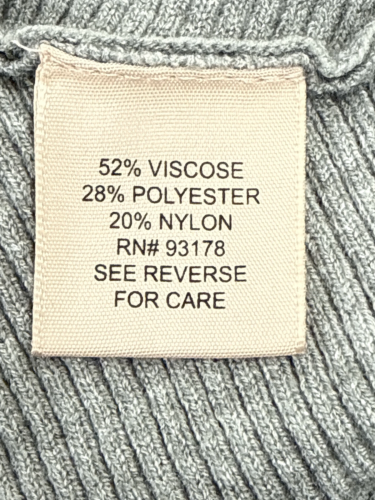 52% VISCOSE
28% POLYESTER
20% NYLON
RN# 93178
SEE REVERSE
FOR CARE